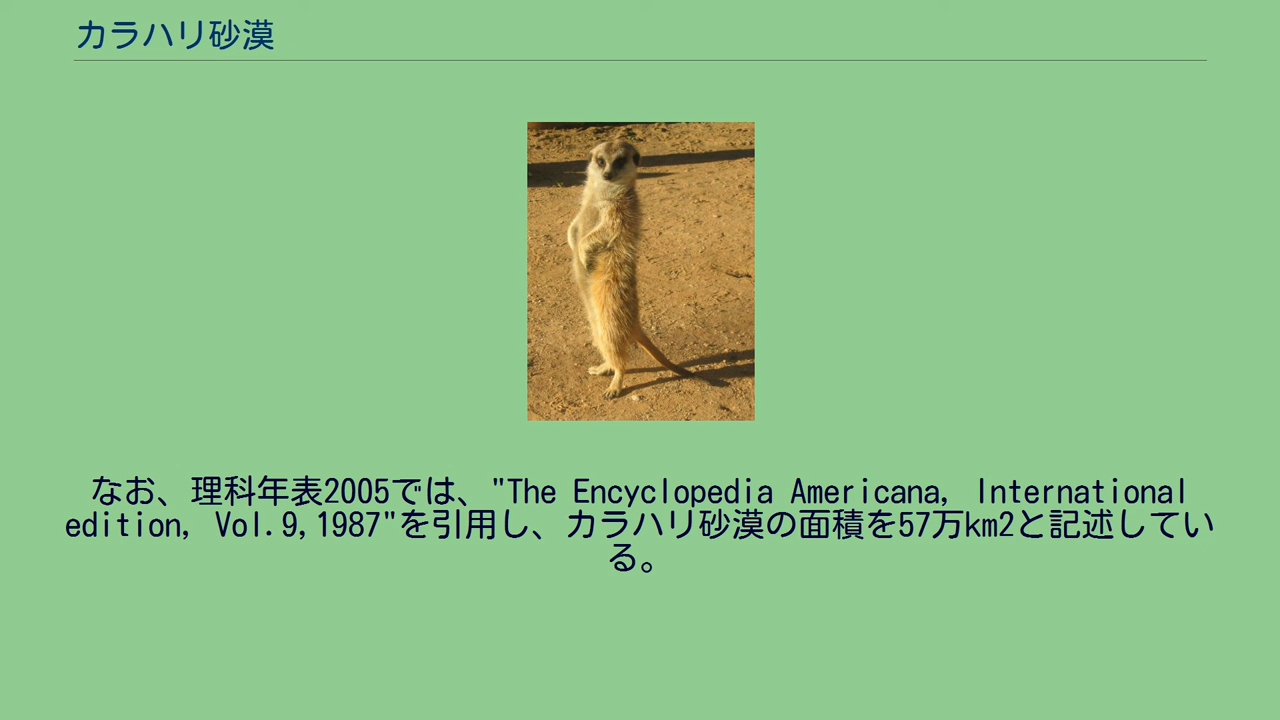 カラハリ砂漠
なお、理科年表2005では、"The Encyclopedia Americana, International
edition, Vol.9,1987"を引用し、カラハリ砂漠の面積を57万km2と記述してい
る。